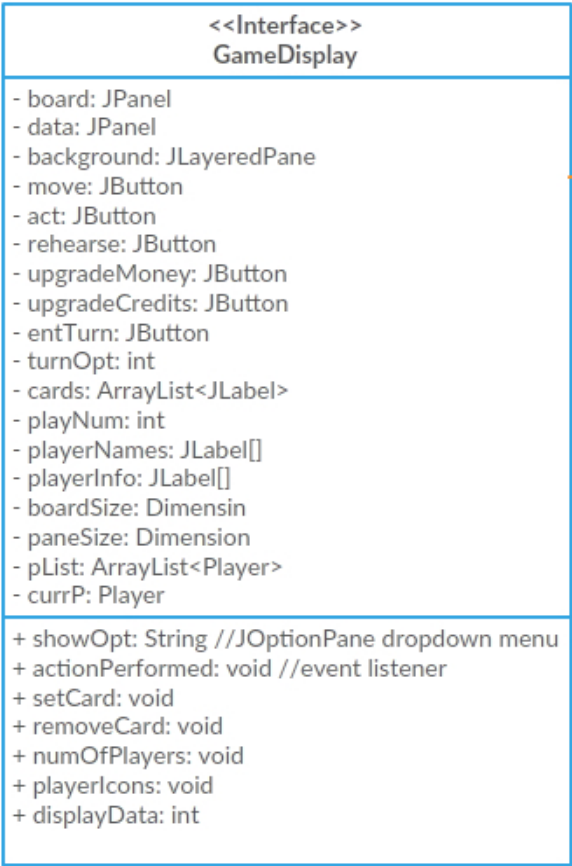 <<Interface>>
GameDisplay
- board: JPanel
- data: JPanel
- background: JLayeredPane
- move: JButton
- act: JButton
- rehearse: JButton
- upgradeMoney: JButton
- upgradeCredits: JButton
- entTurn: JButton
- turnOpt: int
- cards: ArrayList<JLabel>
- playNum: int
- playerNames: JLabel[]
- playerInfo: JLabel[]
- boardSize: Dimensin
- paneSize: Dimension
- pList: ArrayList<Player>
- currP: Player
+ showOpt: String //JOptionPane dropdown menu
+ actionPerformed: void //event listener
+ setCard: void
+ removeCard: void
+ numOfPlayers: void
+ playerIcons: void
+ displayData: int